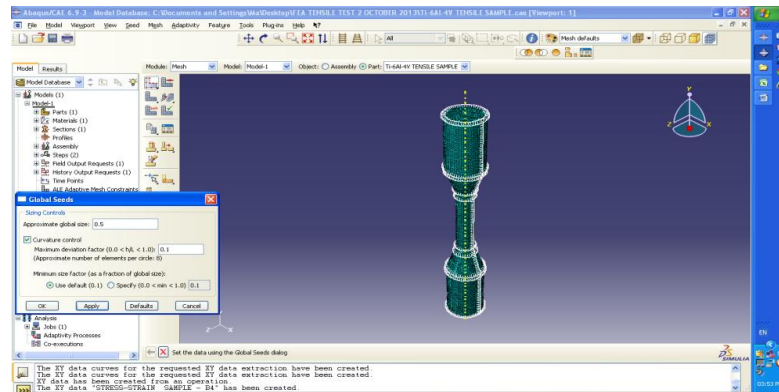 Abaqus/CAE 6.9-3 - Model Database: C:\Documents and Settings\Ma\Desktop\FEA TENSILE TEST 2 OCTOBER 2013\Ti-6Al-4V TENSILE SAMPLE.cae [Viewport: 1]
File Model Viewport View Seed Mesh Adaptivity Feature Tools Plug-ins Help
All
Mesh defaults
Model Results
Module: Mesh Model: Model-1 Object: Assembly Part: Ti-6Al-4V TENSILE SAMPLE
Model Database
Models (1)
Model-1
Parts (1)
Materials (1)
Sections (1)
Profiles
Assembly
Steps (2)
Field Output Requests (1)
History Output Requests (1)
Time Points
ALE Adaptive Mesh Constraints
Y
Z X
Global Seeds
Sizing Controls
Approximate global size: 0.5
Curvature control
Maximum deviation factor (0.0 < h/L < 1.0): 0.1
(Approximate number of elements per circle: 8)
Minimum size factor (as a fraction of global size):
Use default (0.1) Specify (0.0 < min < 1.0) 0.1
OK Apply Defaults Cancel
Analysis
Jobs (1)
Adaptivity Processes
Co-executions
Z X
EN
Set the data using the Global Seeds dialog
SIMULIA
The XY data curves for the requested XY data extraction have been created.
The XY data curves for the requested XY data extraction have been created.
XY data has been created from an operation.
The XY data "STRESS-STRAIN SAMPLE - D4" has been created.